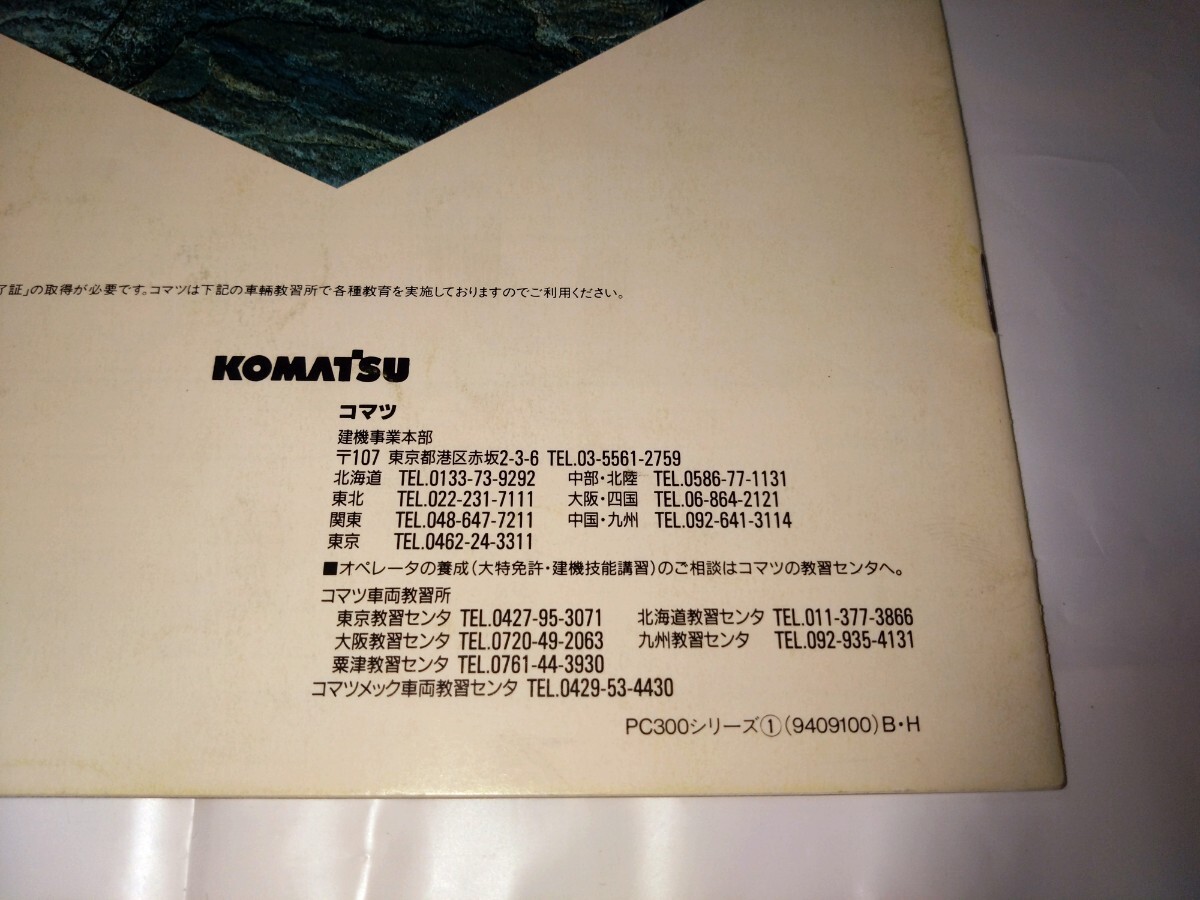 了証」の取得が必要です。コマツは下記の車輛教習所で各種教育を実施しておりますのでご利用ください。
KOMATSU
コマツ
建機事業本部
〒107 東京都港区赤坂2-3-6 TEL.03-5561-2759
北海道 TEL.0133-73-9292 中部・北陸 TEL.0586-77-1131
東北 TEL.022-231-7111 大阪・四国 TEL.06-864-2121
関東 TEL.048-647-7211 中国・九州 TEL.092-641-3114
東京 TEL.0462-24-3311
■オペレータの養成(大特免許・建機技能講習)のご相談はコマツの教習センタへ。
コマツ車両教習所
東京教習センタ TEL.0427-95-3071 北海道教習センタ TEL.011-377-3866
大阪教習センタ TEL.0720-49-2063 九州教習センタ TEL.092-935-4131
粟津教習センタ TEL.0761-44-3930
コマツメック車両教習センタ TEL.0429-53-4430
PC300シリーズ①(9409100)B・H